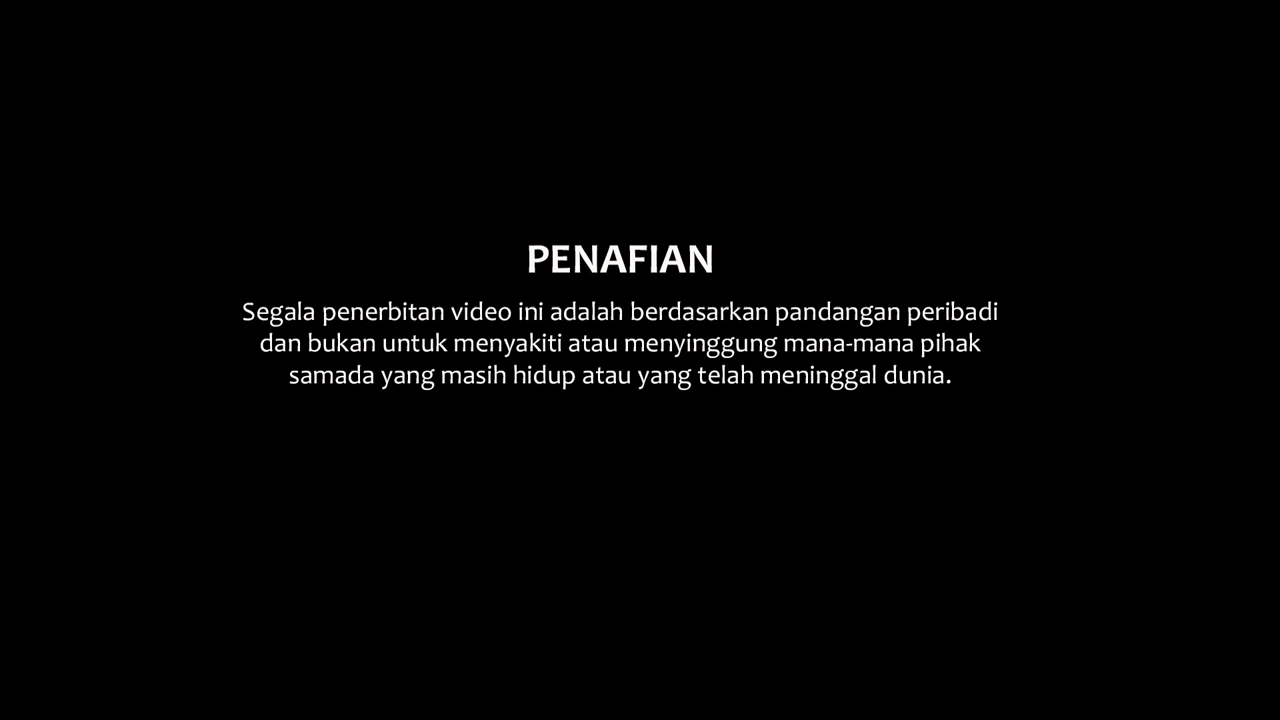 PENAFIAN
Segala penerbitan video ini adalah berdasarkan pandangan peribadi
dan bukan untuk menyakiti atau menyinggung mana-mana pihak
samada yang masih hidup atau yang telah meninggal dunia.